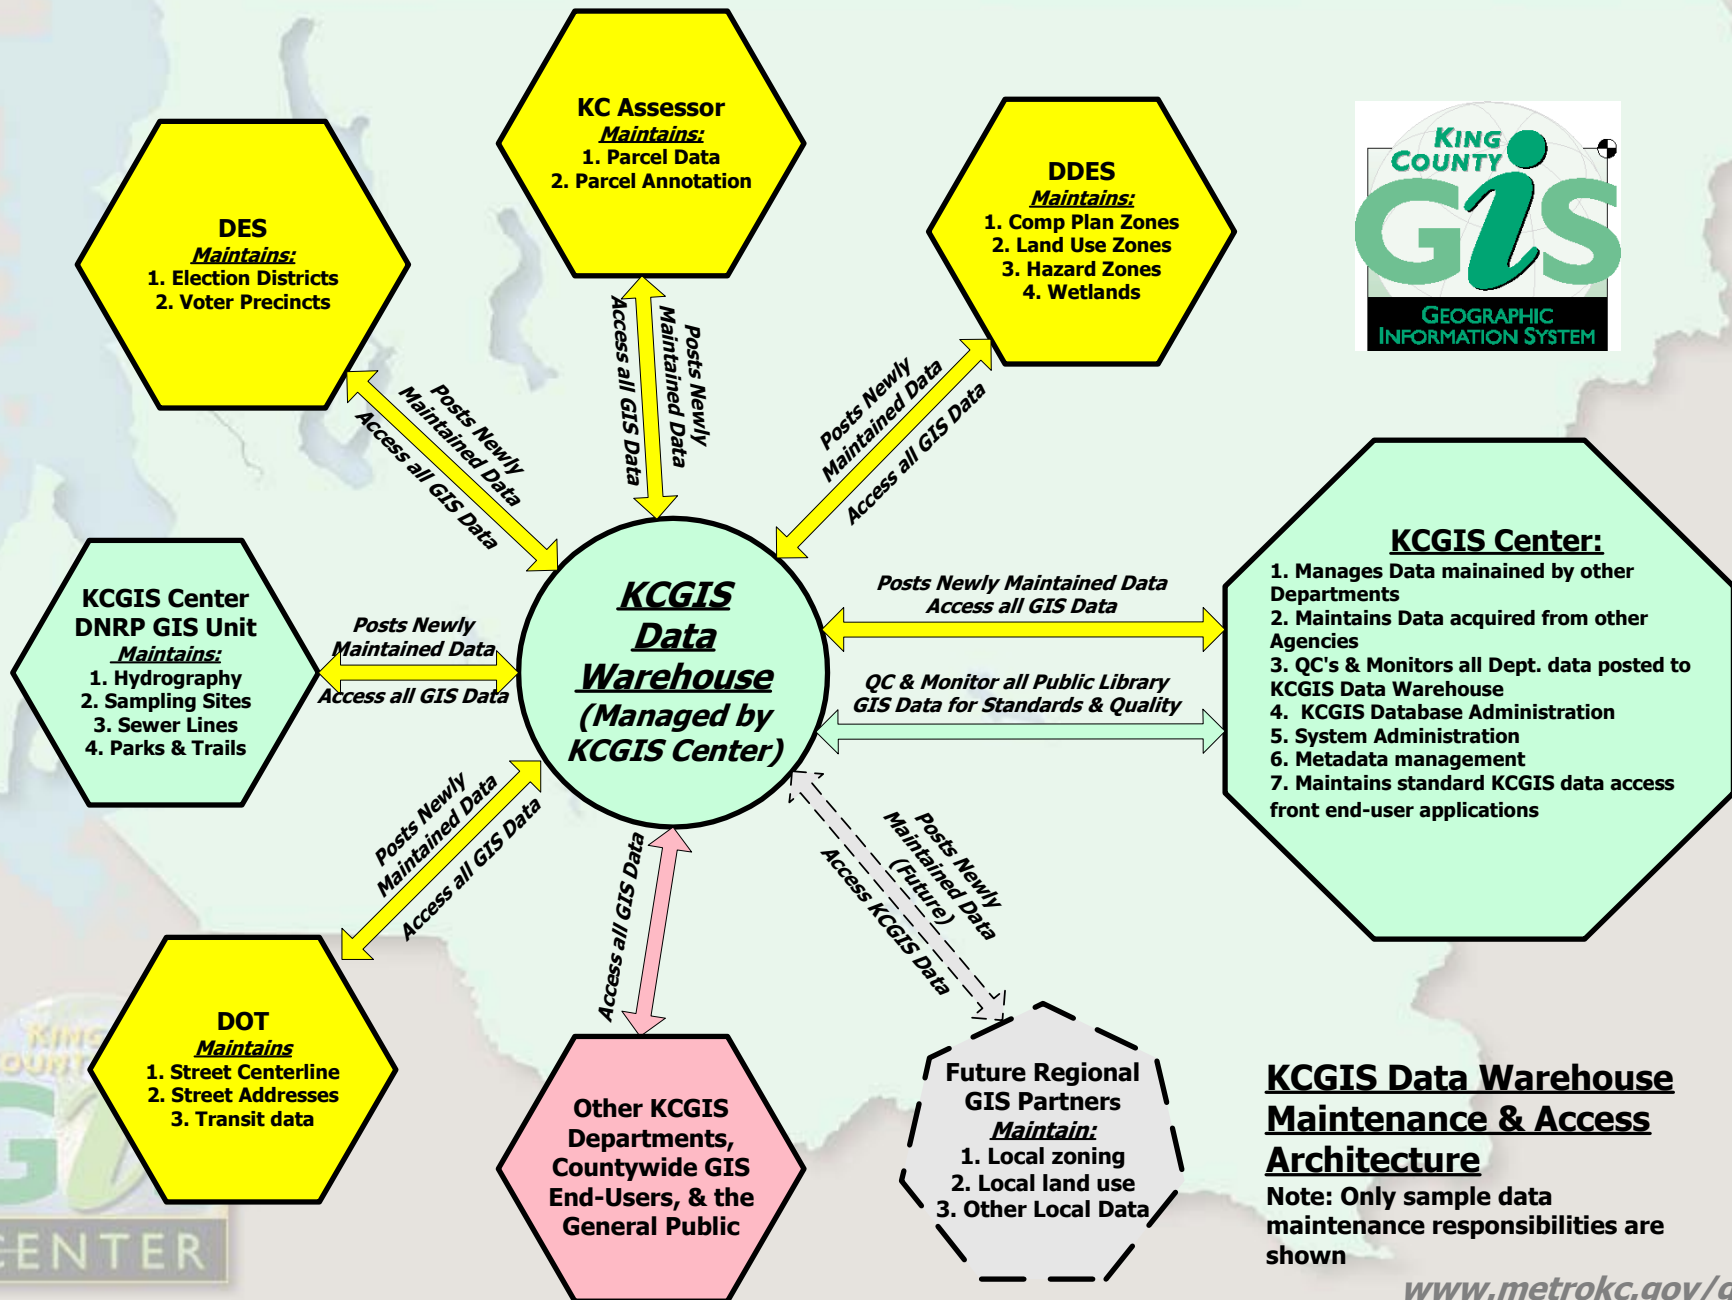 KC Assessor
Maintains:
1. Parcel Data
2. Parcel Annotation
DES
Maintains:
1. Election Districts
2. Voter Precincts
DDES
Maintains:
1. Comp Plan Zones
2. Land Use Zones
3. Hazard Zones
4. Wetlands
KING
COUNTY
GiS
GEOGRAPHIC
INFORMATION SYSTEM
Posts Newly
Maintained Data
Access all GIS Data
Access all GIS Data
Posts Newly
Maintained Data
Posts Newly
Maintained Data
Access all GIS Data
KCGIS Center
DNRP GIS Unit
Maintains:
1. Hydrography
2. Sampling Sites
3. Sewer Lines
4. Parks & Trails
Posts Newly
Maintained Data
Access all GIS Data
KCGIS
Data
Warehouse
(Managed by
KCGIS Center)
Posts Newly Maintained Data
Access all GIS Data
QC & Monitor all Public Library
GIS Data for Standards & Quality
KCGIS Center:
1. Manages Data mainained by other
Departments
2. Maintains Data acquired from other
Agencies
3. QC's & Monitors all Dept. data posted to
KCGIS Data Warehouse
4. KCGIS Database Administration
5. System Administration
6. Metadata management
7. Maintains standard KCGIS data access
front end-user applications
Posts Newly
Maintained Data
Access all GIS Data
Access all GIS Data
Posts Newly
Maintained Data
(Future)
Access KCGIS Data
DOT
Maintains
1. Street Centerline
2. Street Addresses
3. Transit data
Other KCGIS
Departments,
Countywide GIS
End-Users, & the
General Public
Future Regional
GIS Partners
Maintain:
1. Local zoning
2. Local land use
3. Other Local Data
KCGIS Data Warehouse
Maintenance & Access
Architecture
Note: Only sample data
maintenance responsibilities are
shown
KING
COUNT
Gi
CENTER
www.metrokc.gov/